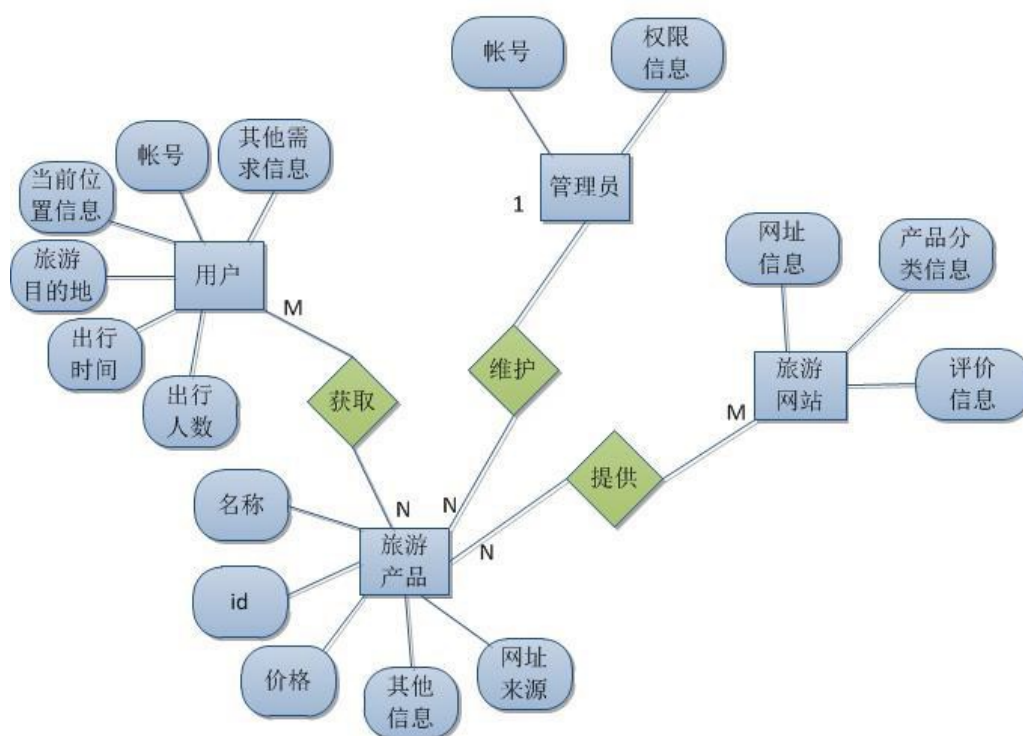 帐号
权限
信息
管理员
1
帐号
其他需
求信息
当前位
置信息
旅游
目的地
出行
时间
出行
人数
用户
M
获取
维护
网址
信息
产品分
类信息
旅游
网站
评价
信息
M
提供
N
N
N
名称
旅游
产品
id
价格
其他
信息
网址
来源